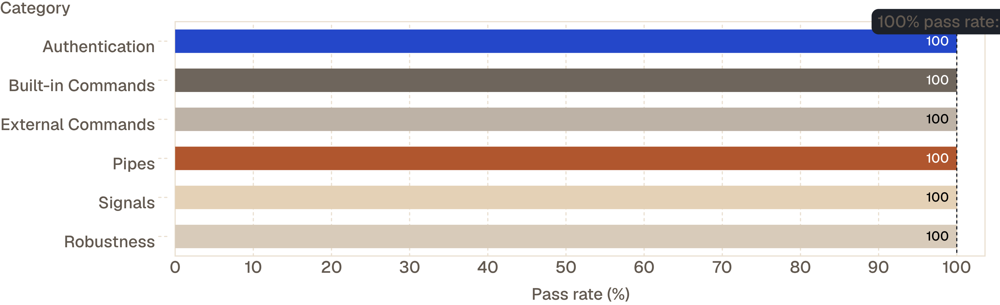 Category
100% pass rate:
Authentication 100
Built-in Commands 100
External Commands 100
Pipes 100
Signals 100
Robustness 100
0 10 20 30 40 50 60 70 80 90 100
Pass rate (%)